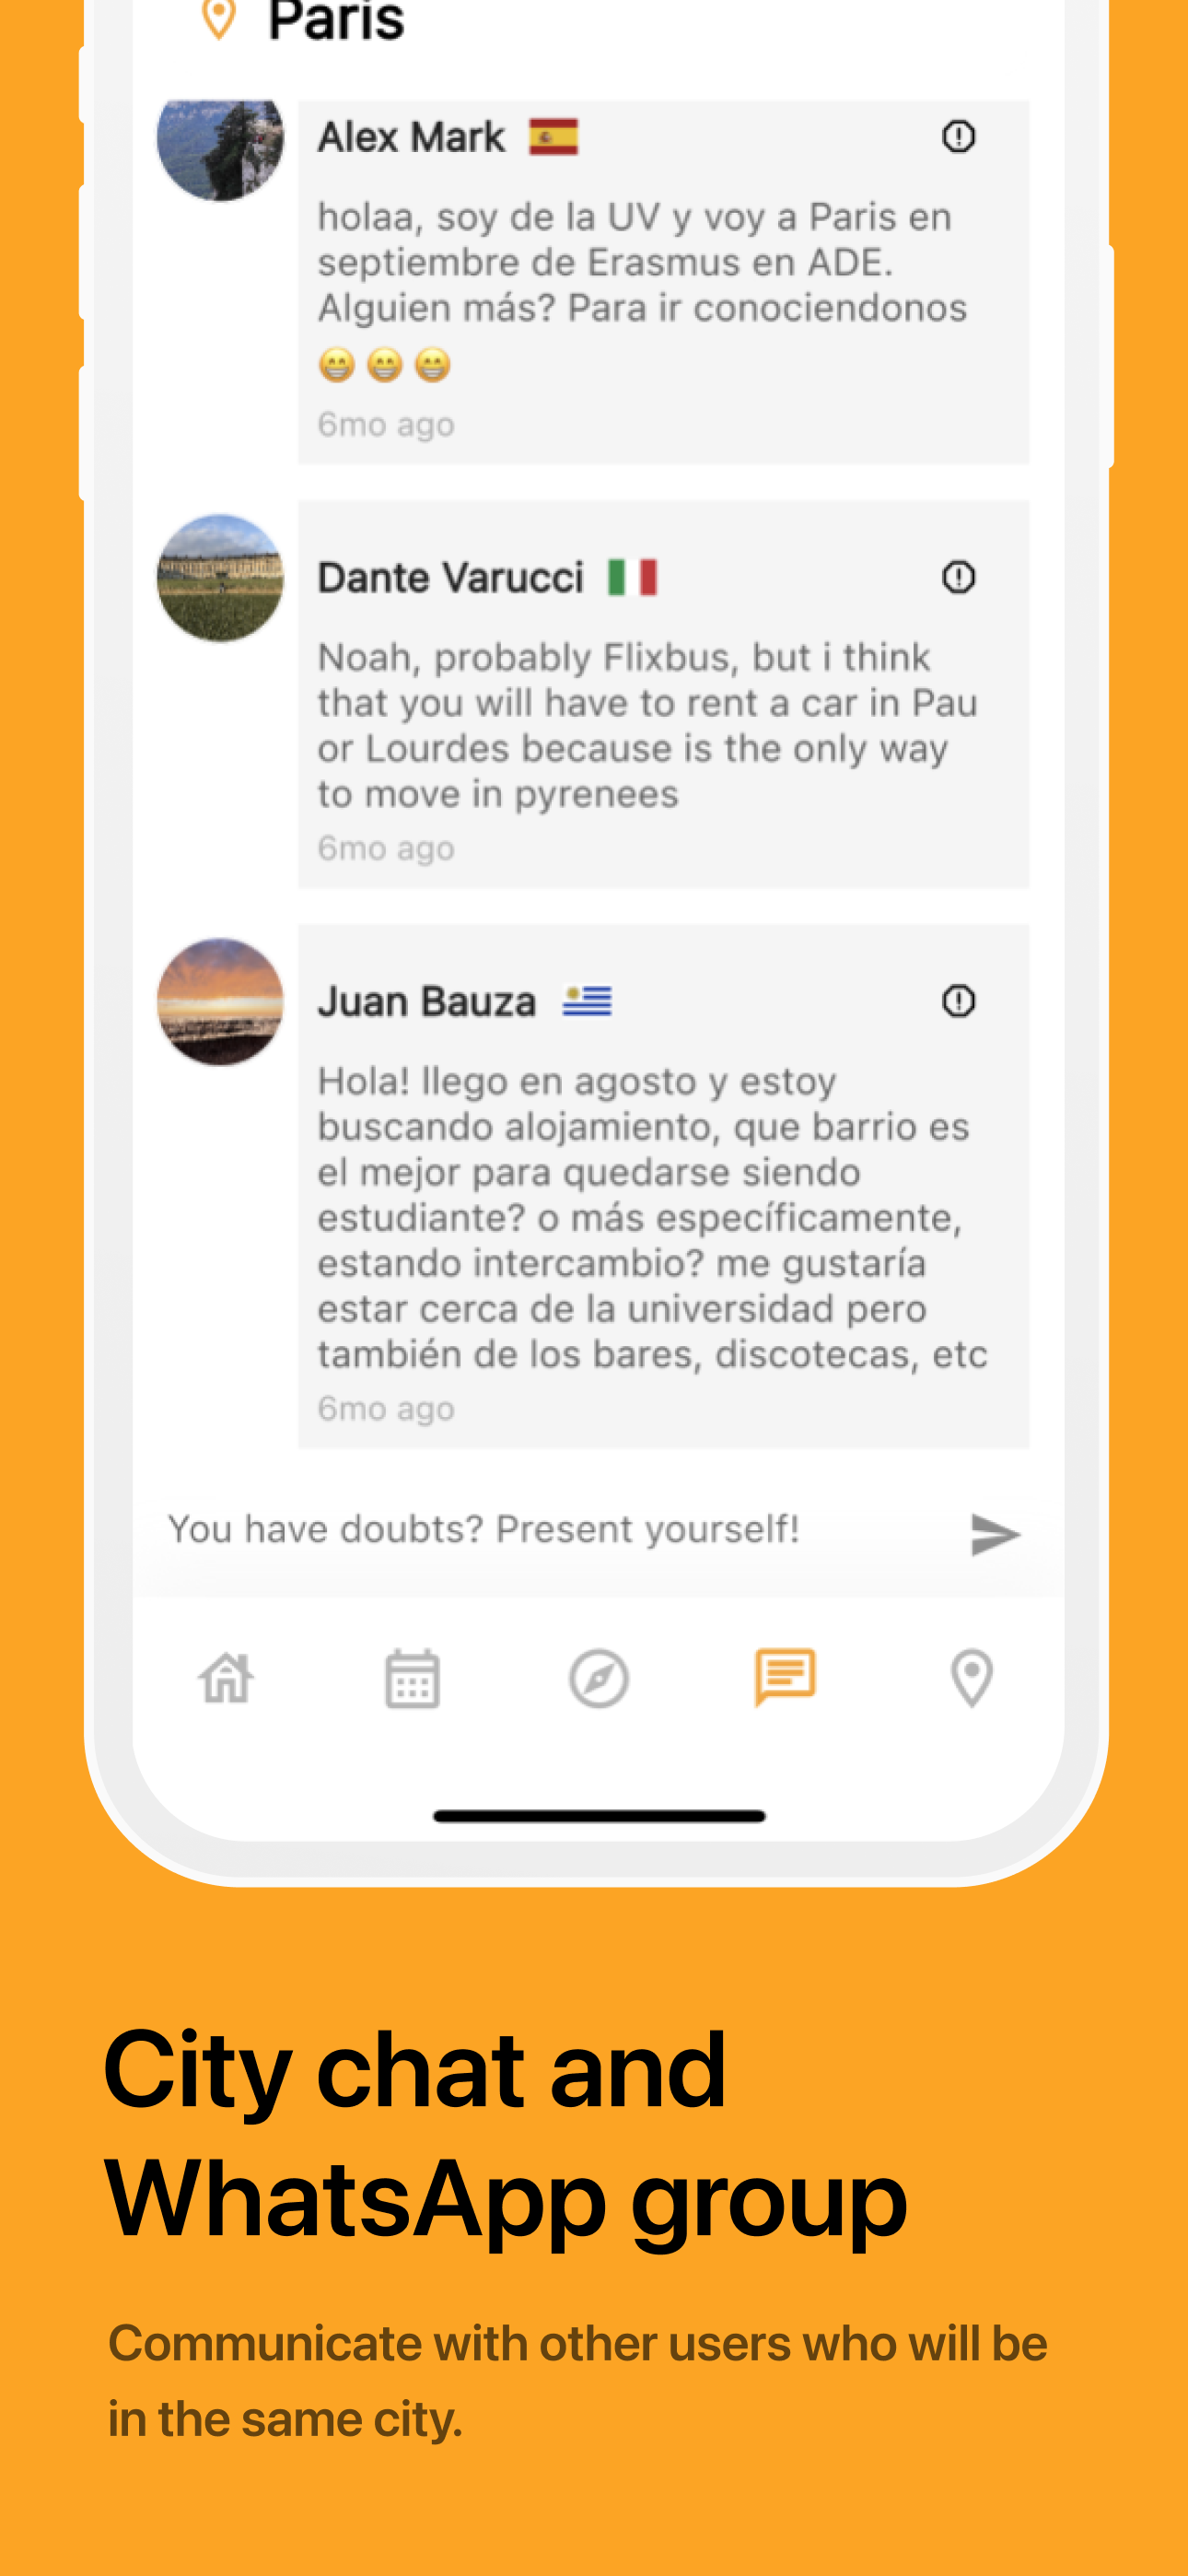 Paris
Alex Mark
holaa, soy de la UV y voy a Paris en
septiembre de Erasmus en ADE.
Alguien más? Para ir conociendonos
😁 😁 😁
6mo ago
Dante Varucci
Noah, probably Flixbus, but i think
that you will have to rent a car in Pau
or Lourdes because is the only way
to move in pyrenees
6mo ago
Juan Bauza
Hola! llego en agosto y estoy
buscando alojamiento, que barrio es
el mejor para quedarse siendo
estudiante? o más específicamente,
estando intercambio? me gustaría
estar cerca de la universidad pero
también de los bares, discotecas, etc
6mo ago
You have doubts? Present yourself!
City chat and
WhatsApp group
Communicate with other users who will be
in the same city.